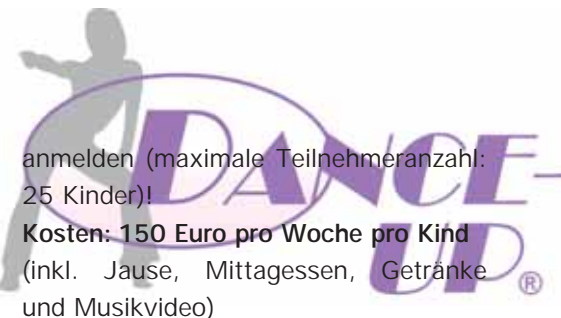 DANCE-
UP®
anmelden (maximale Teilnehmeranzahl:
25 Kinder)!
Kosten: 150 Euro pro Woche pro Kind
(inkl. Jause, Mittagessen, Getränke
und Musikvideo)